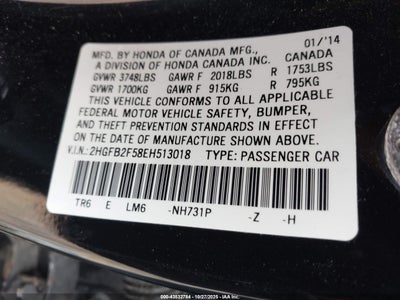 MFD. BY HONDA OF CANADA MFG., 01/'14
A DIVISION OF HONDA CANADA INC. CANADA
GVWR 3748LBS GAWR F 2018LBS R 1753LBS
GVWR 1700KG GAWR F 915KG R 795KG
THIS VEHICLE CONFORMS TO ALL APPLICABLE
FEDERAL MOTOR VEHICLE SAFETY, BUMPER,
AND THEFT PREVENTION STANDARDS IN EFFECT
ON THE DATE OF MANUFACTURE SHOWN ABOVE.
V.I.N.: 2HGFB2F58EH513018 TYPE: PASSENGER CAR
TR6 E LM6 -NH731P -Z -H
000-43532764 - 10/27/2025 - IAA